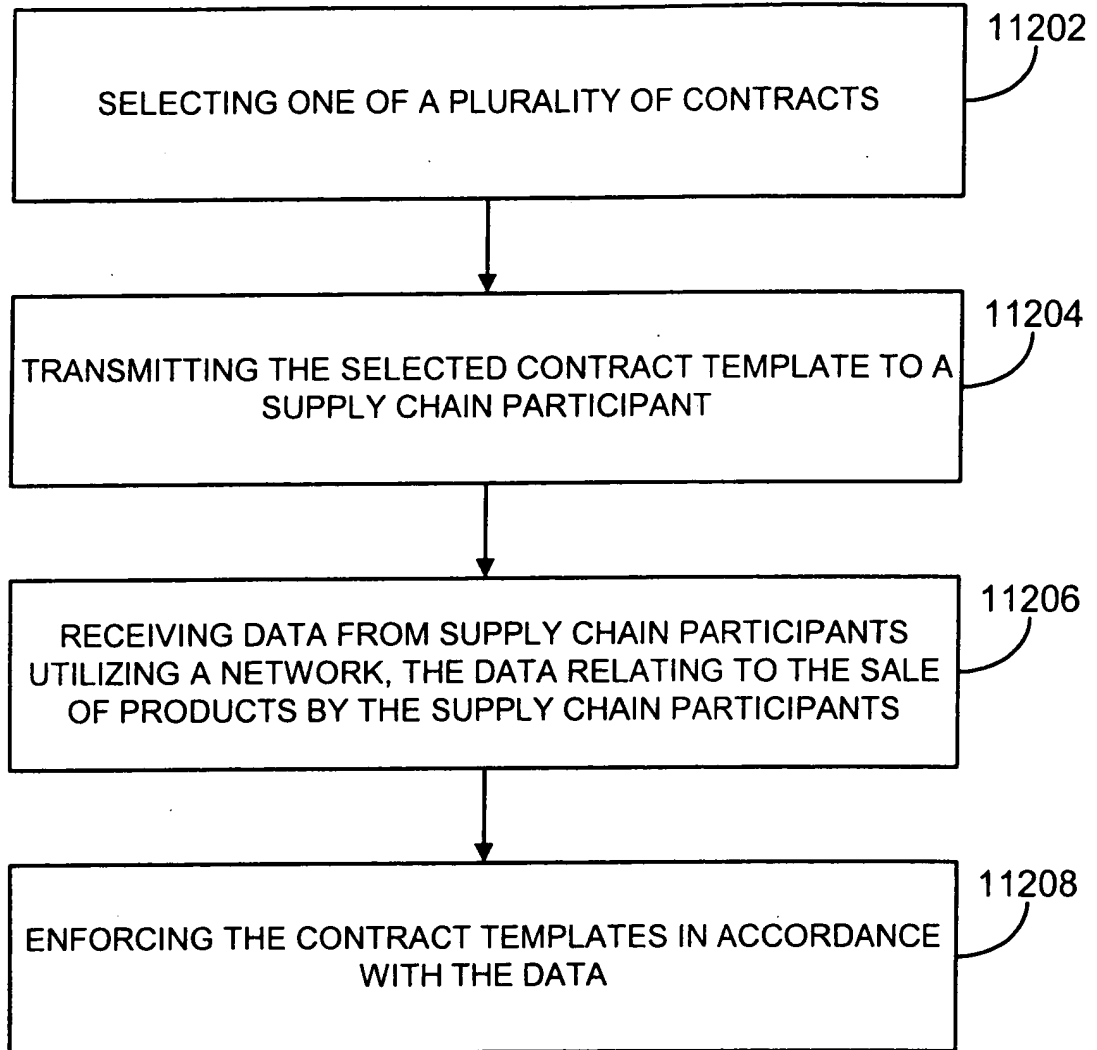 11202
SELECTING ONE OF A PLURALITY OF CONTRACTS
11204
TRANSMITTING THE SELECTED CONTRACT TEMPLATE TO A
SUPPLY CHAIN PARTICIPANT
11206
RECEIVING DATA FROM SUPPLY CHAIN PARTICIPANTS
UTILIZING A NETWORK, THE DATA RELATING TO THE SALE
OF PRODUCTS BY THE SUPPLY CHAIN PARTICIPANTS
11208
ENFORCING THE CONTRACT TEMPLATES IN ACCORDANCE
WITH THE DATA